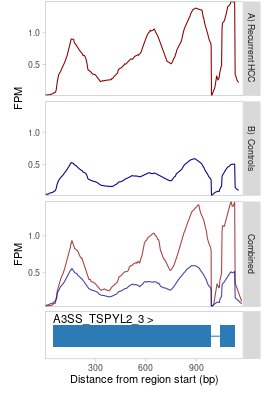 1.0
0.5
A) Recurrent HCC
FPM
1.0
0.5
B) Controls
1.0
0.5
FPM
Combined
A3SS_TSPYL2_3 >
300 600 900
Distance from region start (bp)